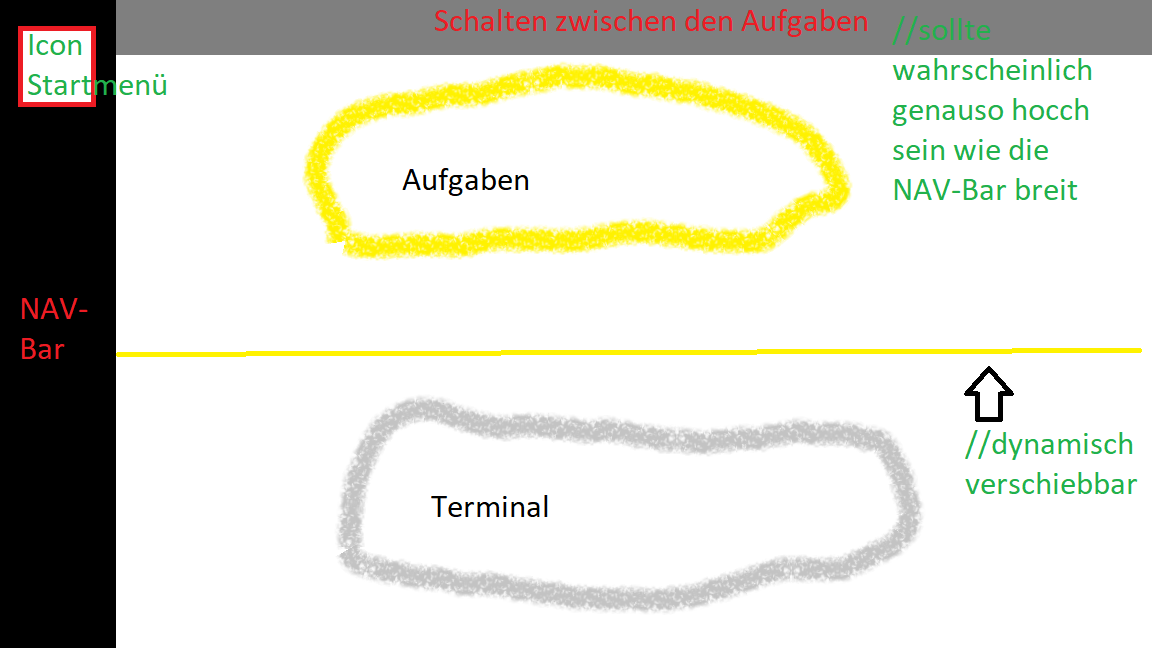 Schalten zwischen den Aufgaben
Icon
Startmenü
//sollte
wahrscheinlich
genauso hocch
sein wie die
NAV-Bar breit
Aufgaben
NAV-
Bar
//dynamisch
verschiebbar
Terminal